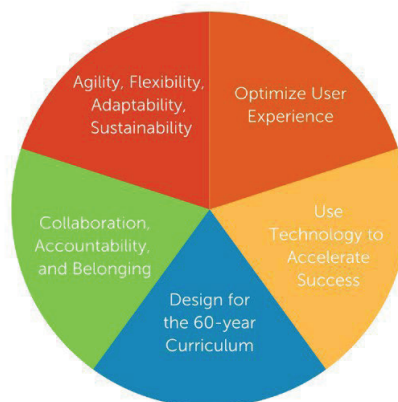 Agility, Flexibility,
Adaptability,
Sustainability
Optimize User
Experience
Use
Technology to
Accelerate
Success
Design for
the 60-year
Curriculum
Collaboration,
Accountability,
and Belonging